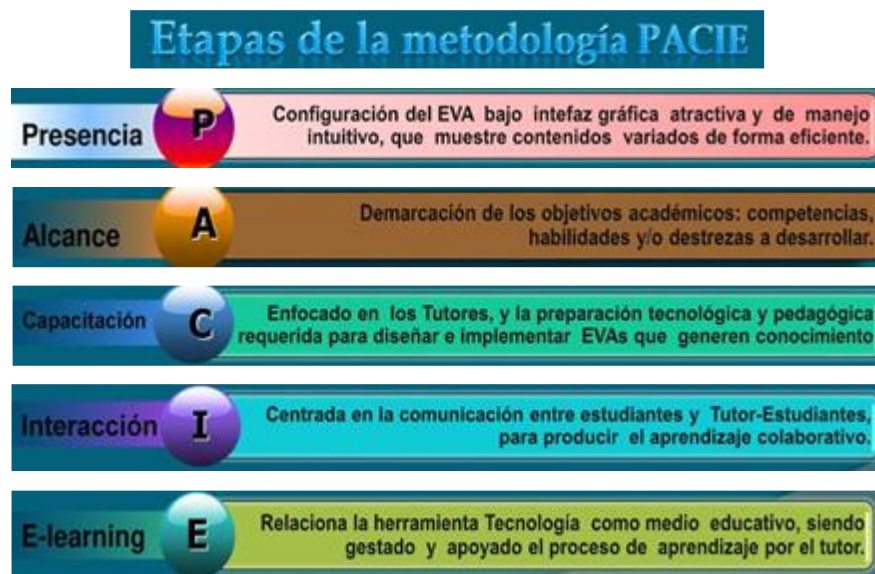 Etapas de la metodología PACIE
Presencia
P
Configuración del EVA bajo intefaz gráfica atractiva y de manejo
intuitivo, que muestre contenidos variados de forma eficiente.
Alcance
A
Demarcación de los objetivos académicos: competencias,
habilidades y/o destrezas a desarrollar.
Capacitación
C
Enfocado en los Tutores, y la preparación tecnológica y pedagógica
requerida para diseñar e implementar EVAs que generen conocimiento
Interacción
I
Centrada en la comunicación entre estudiantes y Tutor-Estudiantes,
para producir el aprendizaje colaborativo.
E-learning
E
Relaciona la herramienta Tecnología como medio educativo, siendo
gestado y apoyado el proceso de aprendizaje por el tutor.